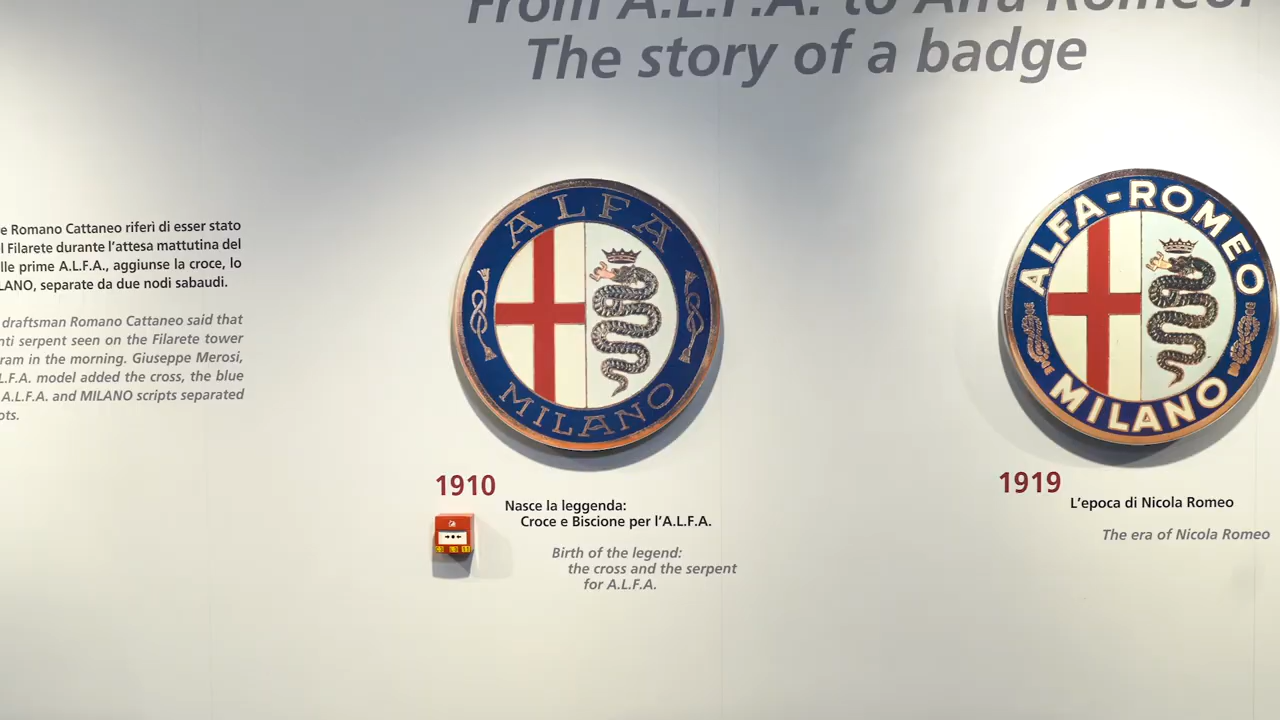 From A.L.F.A. to Alfa Romeo.
The story of a badge
e Romano Cattaneo riferì di esser stato
l Filarete durante l'attesa mattutina del
lle prime A.L.F.A., aggiunse la croce, lo
LANO, separate da due nodi sabaudi.
draftsman Romano Cattaneo said that
nti serpent seen on the Filarete tower
ram in the morning. Giuseppe Merosi,
L.F.A. model added the cross, the blue
A.L.F.A. and MILANO scripts separated
ots.
ALFA
MILANO
1910
Nasce la leggenda:
Croce e Biscione per l'A.L.F.A.
Birth of the legend:
the cross and the serpent
for A.L.F.A.
ALFA-ROMEO
MILANO
1919
L'epoca di Nicola Romeo
The era of Nicola Romeo